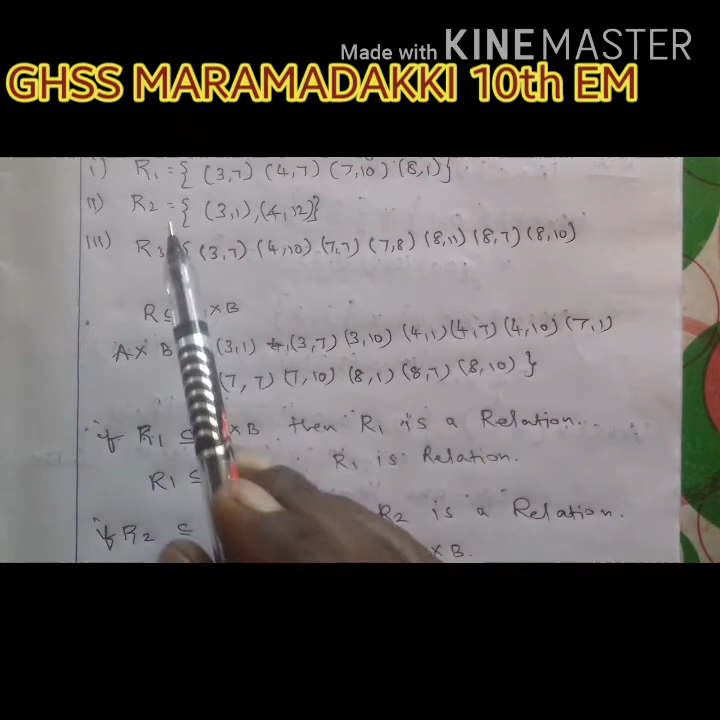 Made with KINEMASTER
GHSS MARAMADAKKI 10th EM
i) R1 = { (3,7) (4,7) (7,10) (8,1) }
ii) R2 = { (3,1), (4,12)}
iii) R3 { (3,7) (4,10) (7,7) (7,8) (8,11) (8,7) (8,10)
R ⊆ × B
A × B (3,1) (3,7) (3,10) (4,1) (4,7) (4,10) (7,1)
(7,7) (7,10) (8,1) (8,7) (8,10) }
if R1 ⊆ × B then R1 is a Relation.
R1 ⊆ R1 is Relation.
if R2 ⊆ R2 is a Relation.
× B.